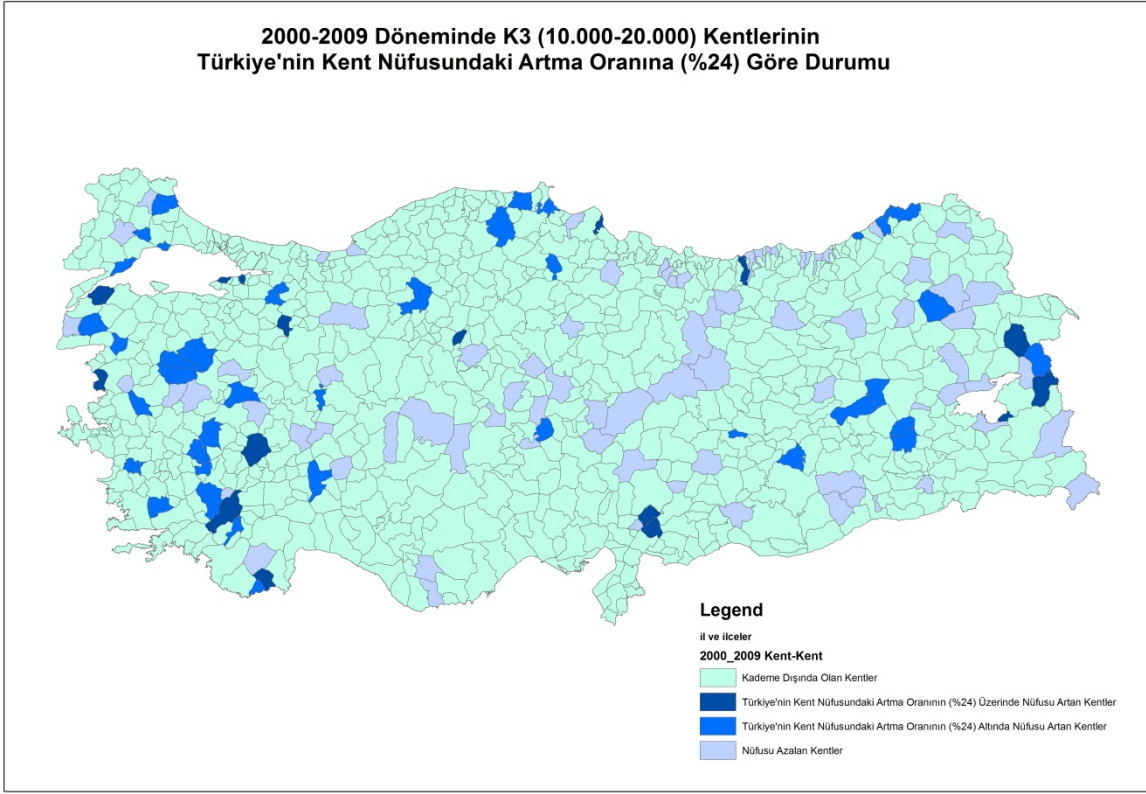 2000-2009 Döneminde K3 (10.000-20.000) Kentlerinin
Türkiye'nin Kent Nüfusundaki Artma Oranına (%24) Göre Durumu
Legend
il ve ilceler
2000_2009 Kent-Kent
Kademe Dışında Olan Kentler
Türkiye'nin Kent Nüfusundaki Artma Oranının (%24) Üzerinde Nüfusu Artan Kentler
Türkiye'nin Kent Nüfusundaki Artma Oranının (%24) Altında Nüfusu Artan Kentler
Nüfusu Azalan Kentler